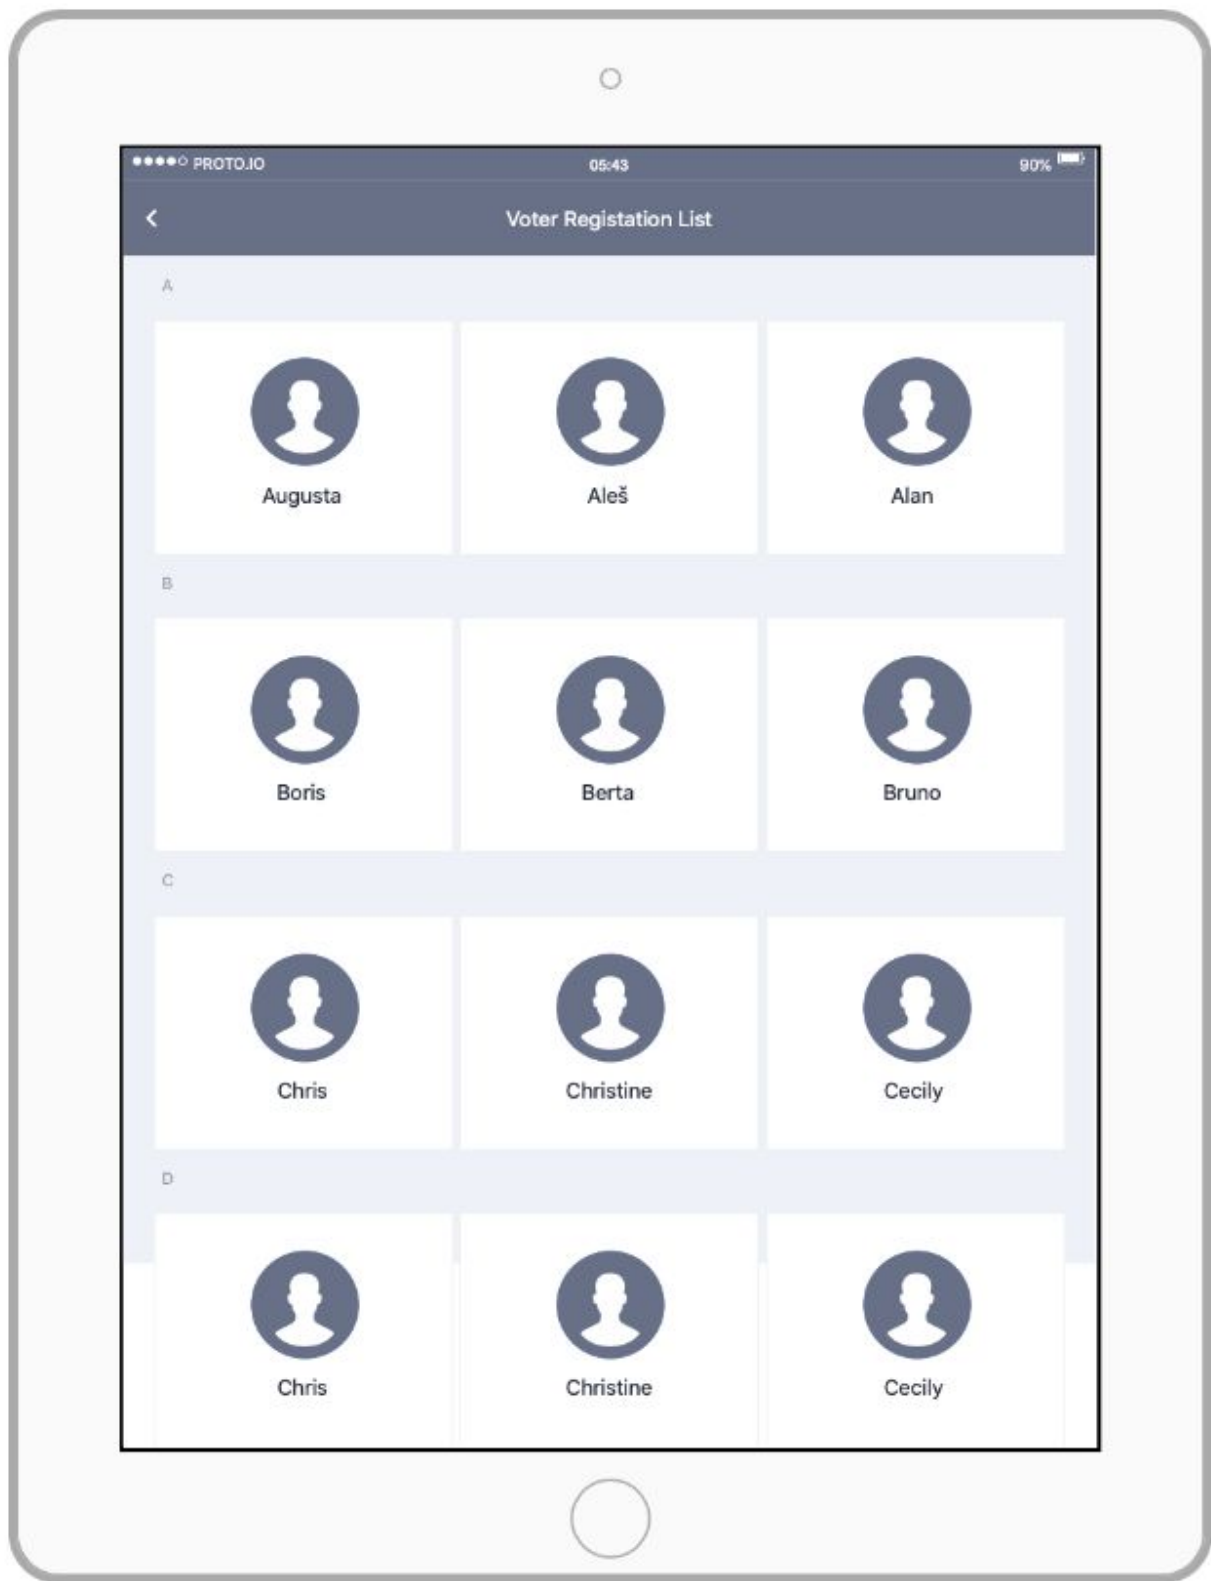 PROTO.IO 05:43 90%
Voter Registation List
A
Augusta Aleš Alan
B
Boris Berta Bruno
C
Chris Christine Cecily
D
Chris Christine Cecily